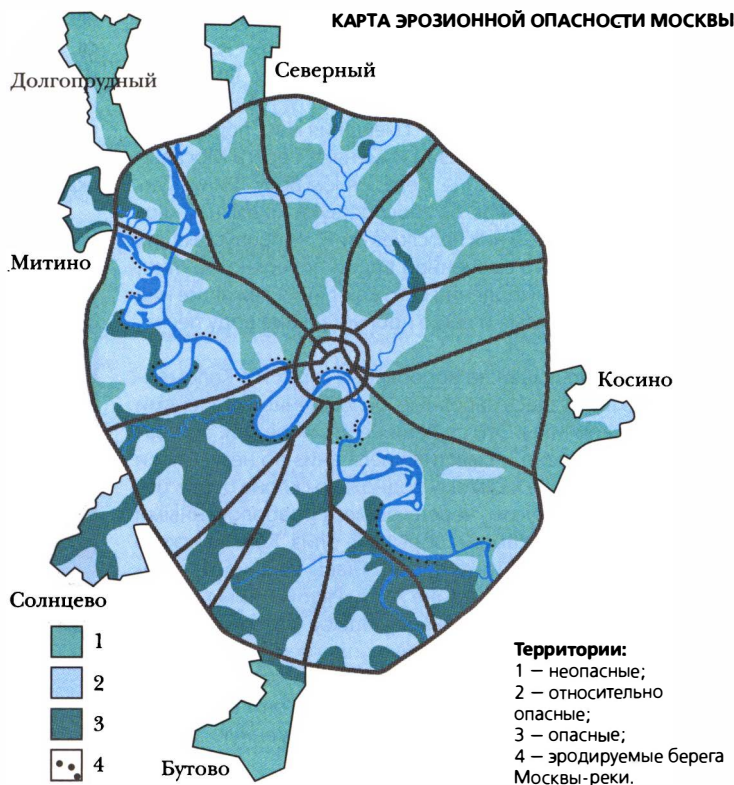 КАРТА ЭРОЗИОННОЙ ОПАСНОСТИ МОСКВЫ
Долгопрудный
Северный
Митино
Косино
Солнцево
1
2
3
4
Бутово
Территории:
1 — неопасные;
2 — относительно
опасные;
3 — опасные;
4 — эродируемые берега
Москвы-реки.